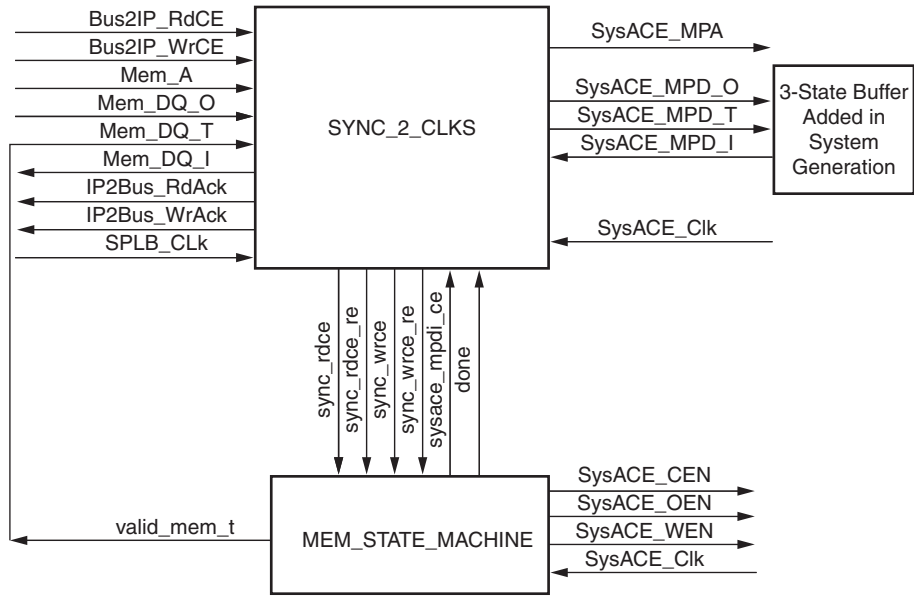 Bus2IP_RdCE
Bus2IP_WrCE
Mem_A
Mem_DQ_O
Mem_DQ_T
Mem_DQ_I
IP2Bus_RdAck
IP2Bus_WrAck
SPLB_CLk
SYNC_2_CLKS
SysACE_MPA
SysACE_MPD_O
SysACE_MPD_T
SysACE_MPD_I
SysACE_Clk
3-State Buffer
Added in
System
Generation
sync_rdce
sync_rdce_re
sync_wrce
sync_wrce_re
sysace_mpdi_ce
done
valid_mem_t
MEM_STATE_MACHINE
SysACE_CEN
SysACE_OEN
SysACE_WEN
SysACE_Clk